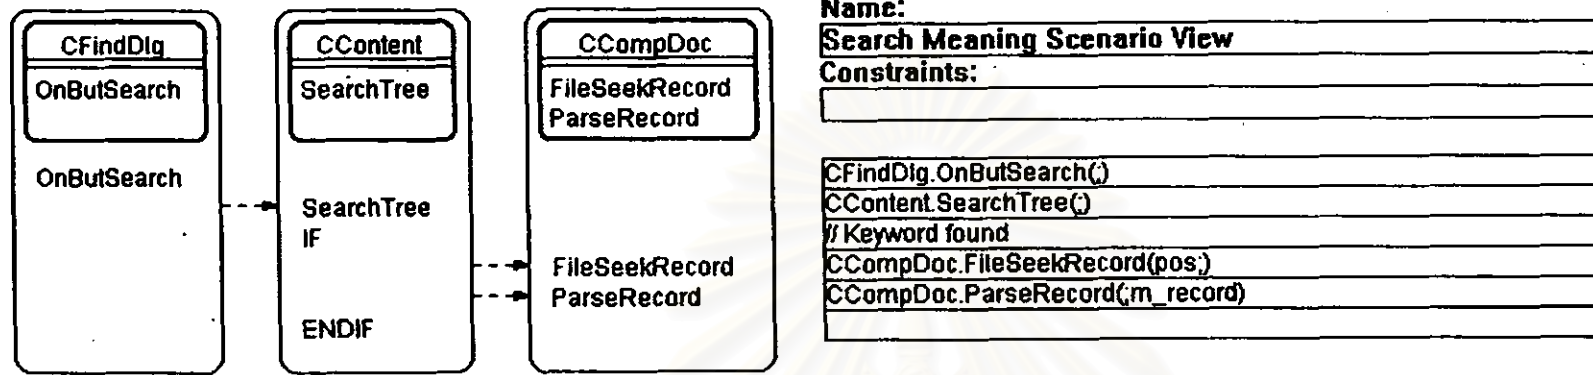 CFindDlg
OnButSearch
OnButSearch
CContent
SearchTree
SearchTree
IF
ENDIF
CCompDoc
FileSeekRecord
ParseRecord
FileSeekRecord
ParseRecord
Name:
Search Meaning Scenario View
Constraints:
CFindDlg.OnButSearch(;)
CContent.SearchTree(;)
// Keyword found
CCompDoc.FileSeekRecord(pos;)
CCompDoc.ParseRecord(;m_record)